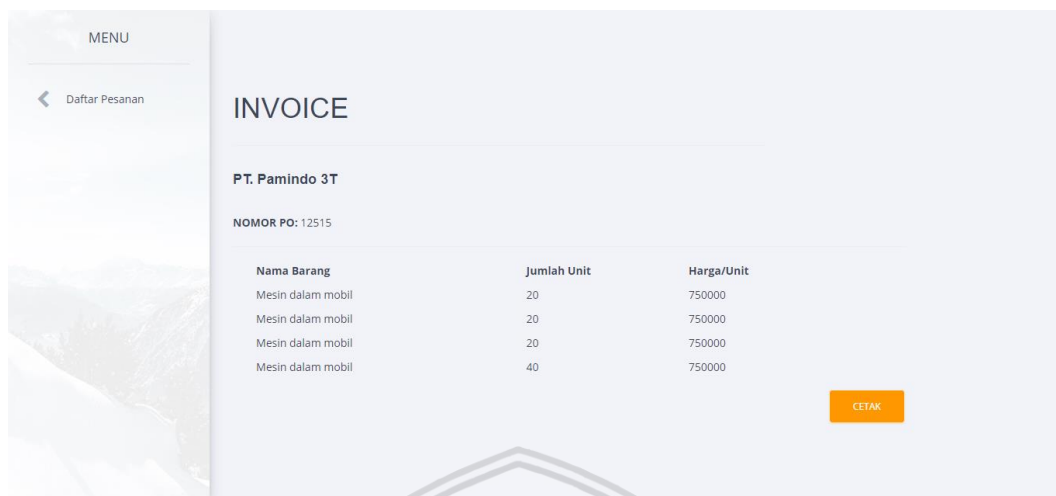 MENU
Daftar Pesanan
INVOICE
PT. Pamindo 3T
NOMOR PO: 12515
Nama Barang Jumlah Unit Harga/Unit
Mesin dalam mobil 20 750000
Mesin dalam mobil 20 750000
Mesin dalam mobil 20 750000
Mesin dalam mobil 40 750000
CETAK